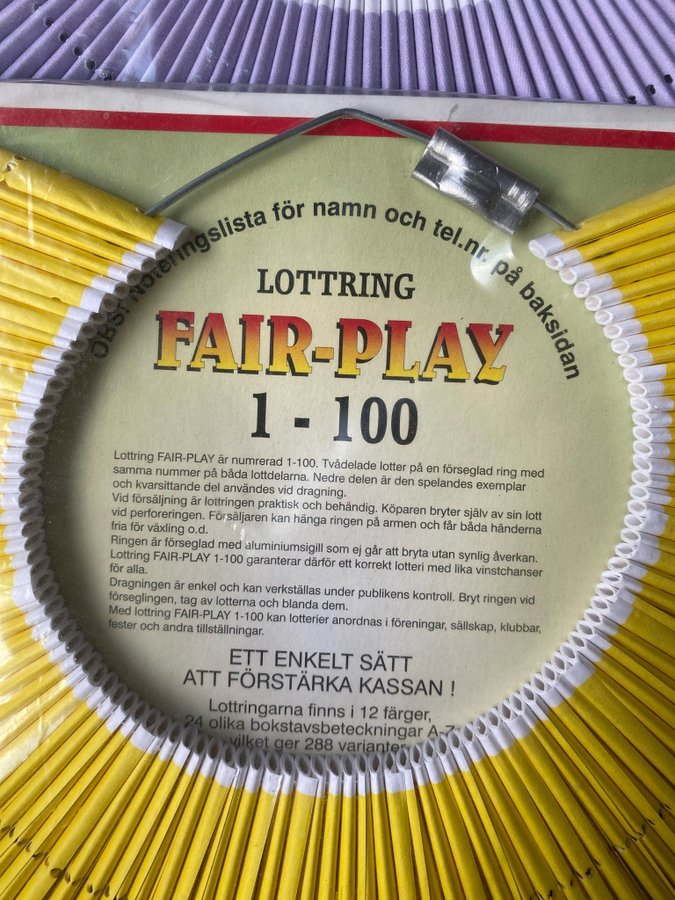 OBS! Noteringslista för namn och tel.nr. på baksidan
LOTTRING
FAIR-PLAY
1 - 100
Lottring FAIR-PLAY är numrerad 1-100. Tvådelade lotter på en förseglad ring med
samma nummer på båda lottdelarna. Nedre delen är den spelandes exemplar
och kvarsittande del användes vid dragning.
Vid försäljning är lottringen praktisk och behändig. Köparen bryter själv av sin lott
vid perforeringen. Försäljaren kan hänga ringen på armen och får båda händerna
fria för växling o.d.
Ringen är förseglad med aluminiumsigill som ej går att bryta utan synlig åverkan.
Lottring FAIR-PLAY 1-100 garanterar därför ett korrekt lotteri med lika vinstchanser
för alla.
Dragningen är enkel och kan verkställas under publikens kontroll. Bryt ringen vid
förseglingen, tag av lotterna och blanda dem.
Med lottring FAIR-PLAY 1-100 kan lotterier anordnas i föreningar, sällskap, klubbar,
fester och andra tillställningar.
ETT ENKELT SÄTT
ATT FÖRSTÄRKA KASSAN !
Lottringarna finns i 12 färger,
24 olika bokstavsbeteckningar A-Z
vilket ger 288 varianter